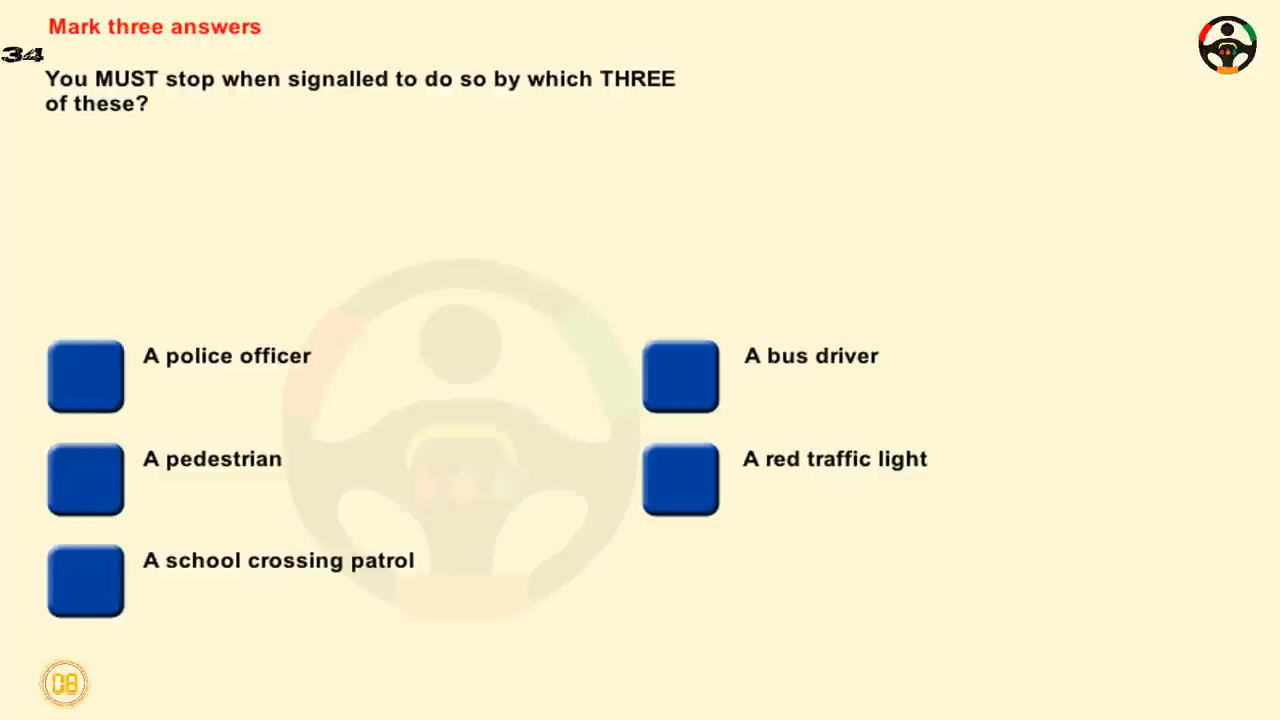 Mark three answers
34
You MUST stop when signalled to do so by which THREE
of these?
A police officer
A bus driver
A pedestrian
A red traffic light
A school crossing patrol
08